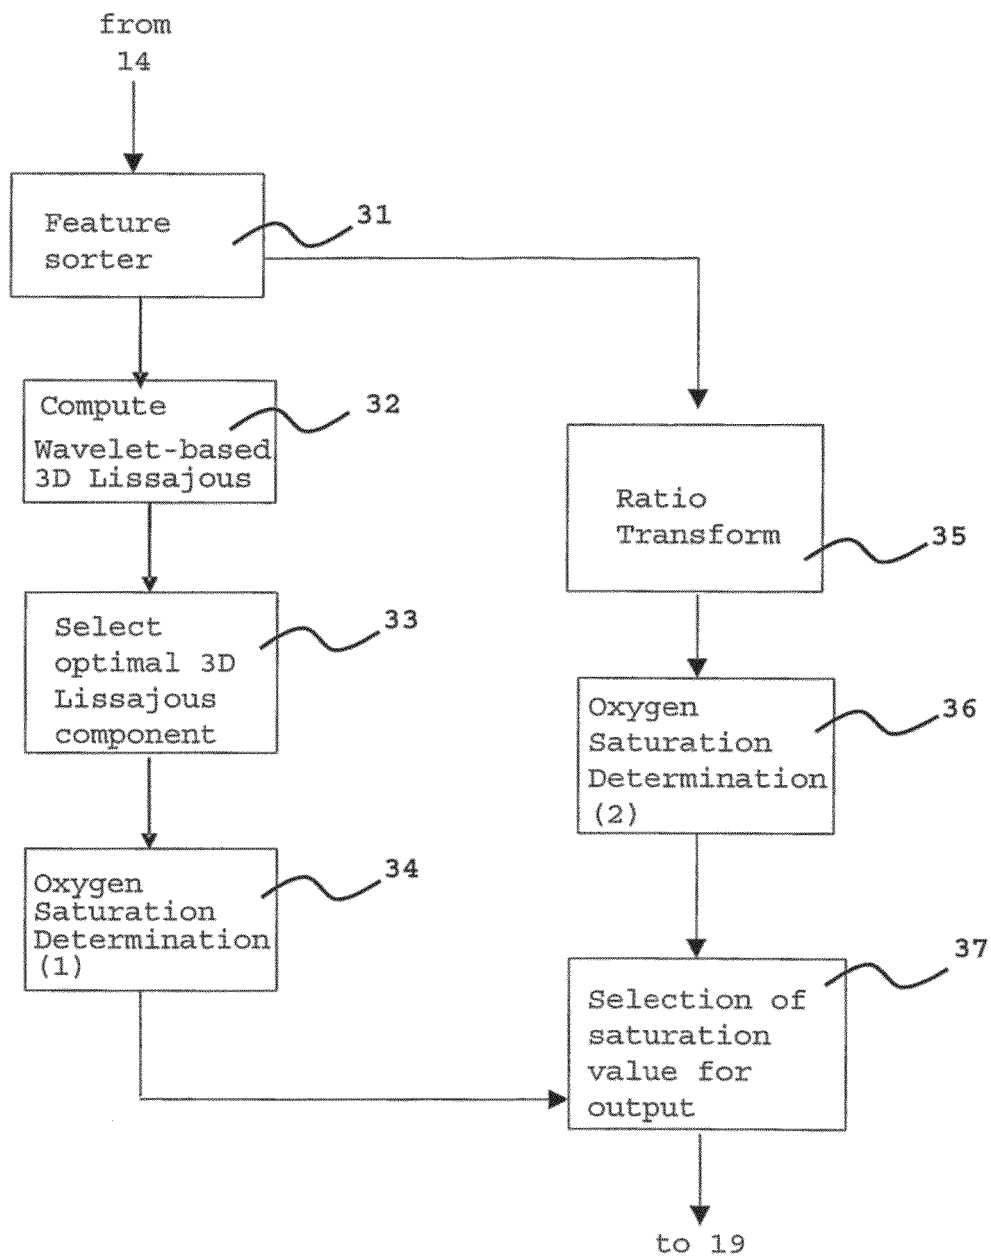 from
14
Feature
sorter
31
Compute
Wavelet-based
3D Lissajous
32
Select
optimal 3D
Lissajous
component
33
Oxygen
Saturation
Determination
(1)
34
Ratio
Transform
35
Oxygen
Saturation
Determination
(2)
36
Selection of
saturation
value for
output
37
to 19